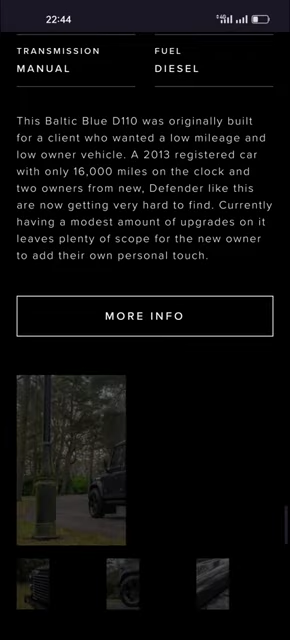 22:44
TRANSMISSION
MANUAL
FUEL
DIESEL
This Baltic Blue D110 was originally built
for a client who wanted a low mileage and
low owner vehicle. A 2013 registered car
with only 16,000 miles on the clock and
two owners from new, Defender like this
are now getting very hard to find. Currently
having a modest amount of upgrades on it
leaves plenty of scope for the new owner
to add their own personal touch.
MORE INFO